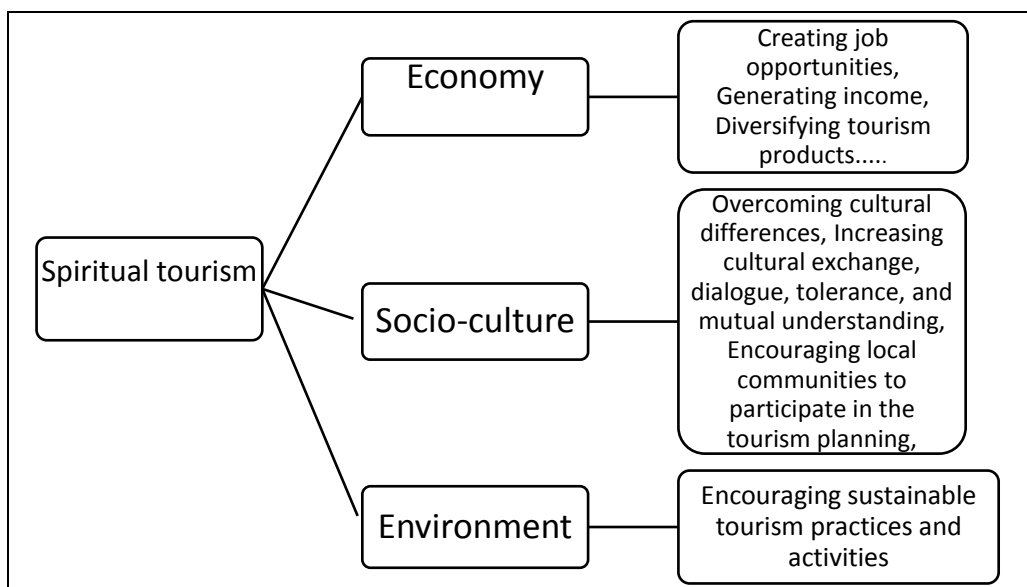 Spiritual tourism
Economy
Creating job
opportunities,
Generating income,
Diversifying tourism
products.....
Socio-culture
Overcoming cultural
differences, Increasing
cultural exchange,
dialogue, tolerance, and
mutual understanding,
Encouraging local
communities to
participate in the
tourism planning,
Environment
Encouraging sustainable
tourism practices and
activities